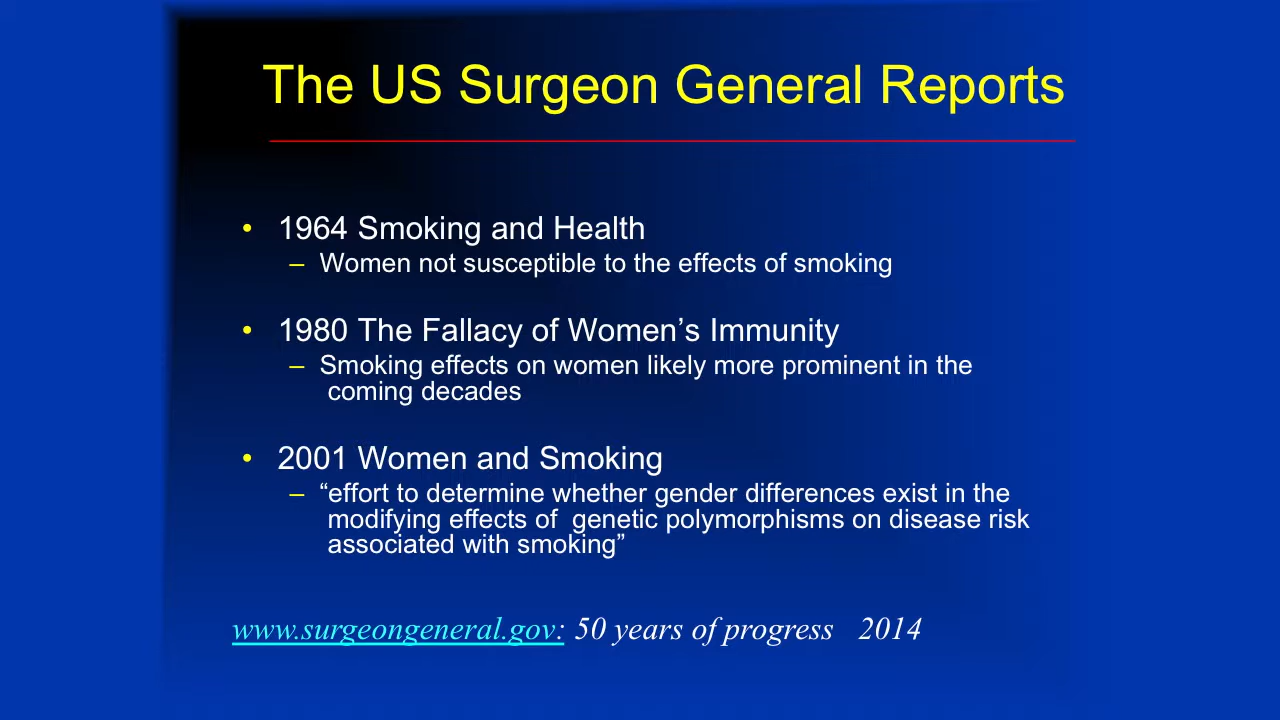 The US Surgeon General Reports
• 1964 Smoking and Health
– Women not susceptible to the effects of smoking
• 1980 The Fallacy of Women’s Immunity
– Smoking effects on women likely more prominent in the
coming decades
• 2001 Women and Smoking
– “effort to determine whether gender differences exist in the
modifying effects of  genetic polymorphisms on disease risk
associated with smoking”
www.surgeongeneral.gov: 50 years of progress   2014